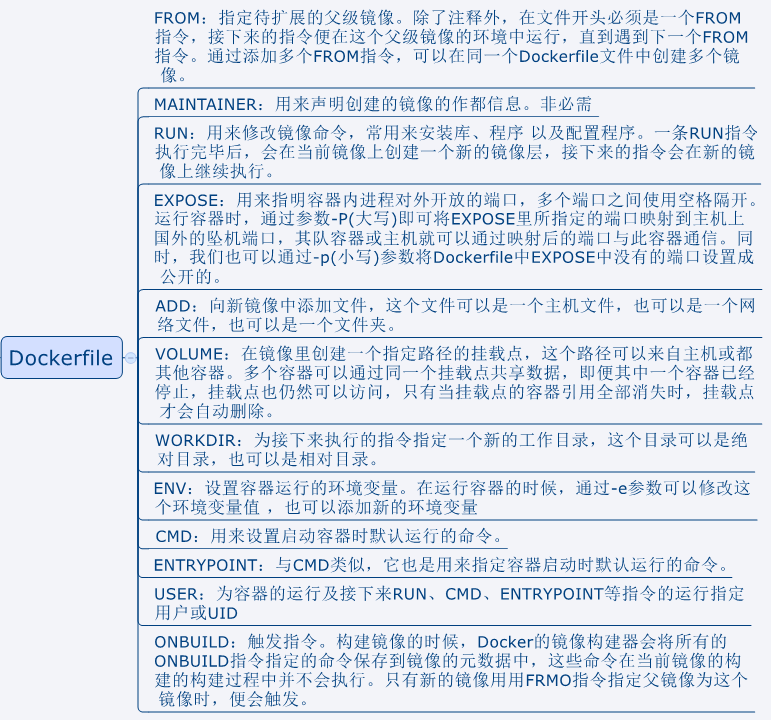 FROM：指定待扩展的父级镜像。除了注释外，在文件开头必须是一个FROM
指令，接下来的指令便在这个父级镜像的环境中运行，直到遇到下一个FROM
指令。通过添加多个FROM指令，可以在同一个Dockerfile文件中创建多个镜
像。
MAINTAINER：用来声明创建的镜像的作都信息。非必需
RUN：用来修改镜像命令，常用来安装库、程序 以及配置程序。一条RUN指令
执行完毕后，会在当前镜像上创建一个新的镜像层，接下来的指令会在新的镜
像上继续执行。
EXPOSE：用来指明容器内进程对外开放的端口，多个端口之间使用空格隔开。
运行容器时，通过参数-P(大写)即可将EXPOSE里所指定的端口映射到主机上
国外的坠机端口，其队容器或主机就可以通过映射后的端口与此容器通信。同
时，我们也可以通过-p(小写)参数将Dockerfile中EXPOSE中没有的端口设置成
公开的。
ADD：向新镜像中添加文件，这个文件可以是一个主机文件，也可以是一个网
络文件，也可以是一个文件夹。
Dockerfile
VOLUME：在镜像里创建一个指定路径的挂载点，这个路径可以来自主机或都
其他容器。多个容器可以通过同一个挂载点共享数据，即便其中一个容器已经
停止，挂载点也仍然可以访问，只有当挂载点的容器引用全部消失时，挂载点
才会自动删除。
WORKDIR：为接下来执行的指令指定一个新的工作目录，这个目录可以是绝
对目录，也可以是相对目录。
ENV：设置容器运行的环境变量。在运行容器的时候，通过-e参数可以修改这
个环境变量值 ，也可以添加新的环境变量
CMD：用来设置启动容器时默认运行的命令。
ENTRYPOINT：与CMD类似，它也是用来指定容器启动时默认运行的命令。
USER：为容器的运行及接下来RUN、CMD、ENTRYPOINT等指令的运行指定
用户或UID
ONBUILD：触发指令。构建镜像的时候，Docker的镜像构建器会将所有的
ONBUILD指令指定的命令保存到镜像的元数据中，这些命令在当前镜像的构
建的构建过程中并不会执行。只有新的镜像用用FRMO指令指定父镜像为这个
镜像时，便会触发。